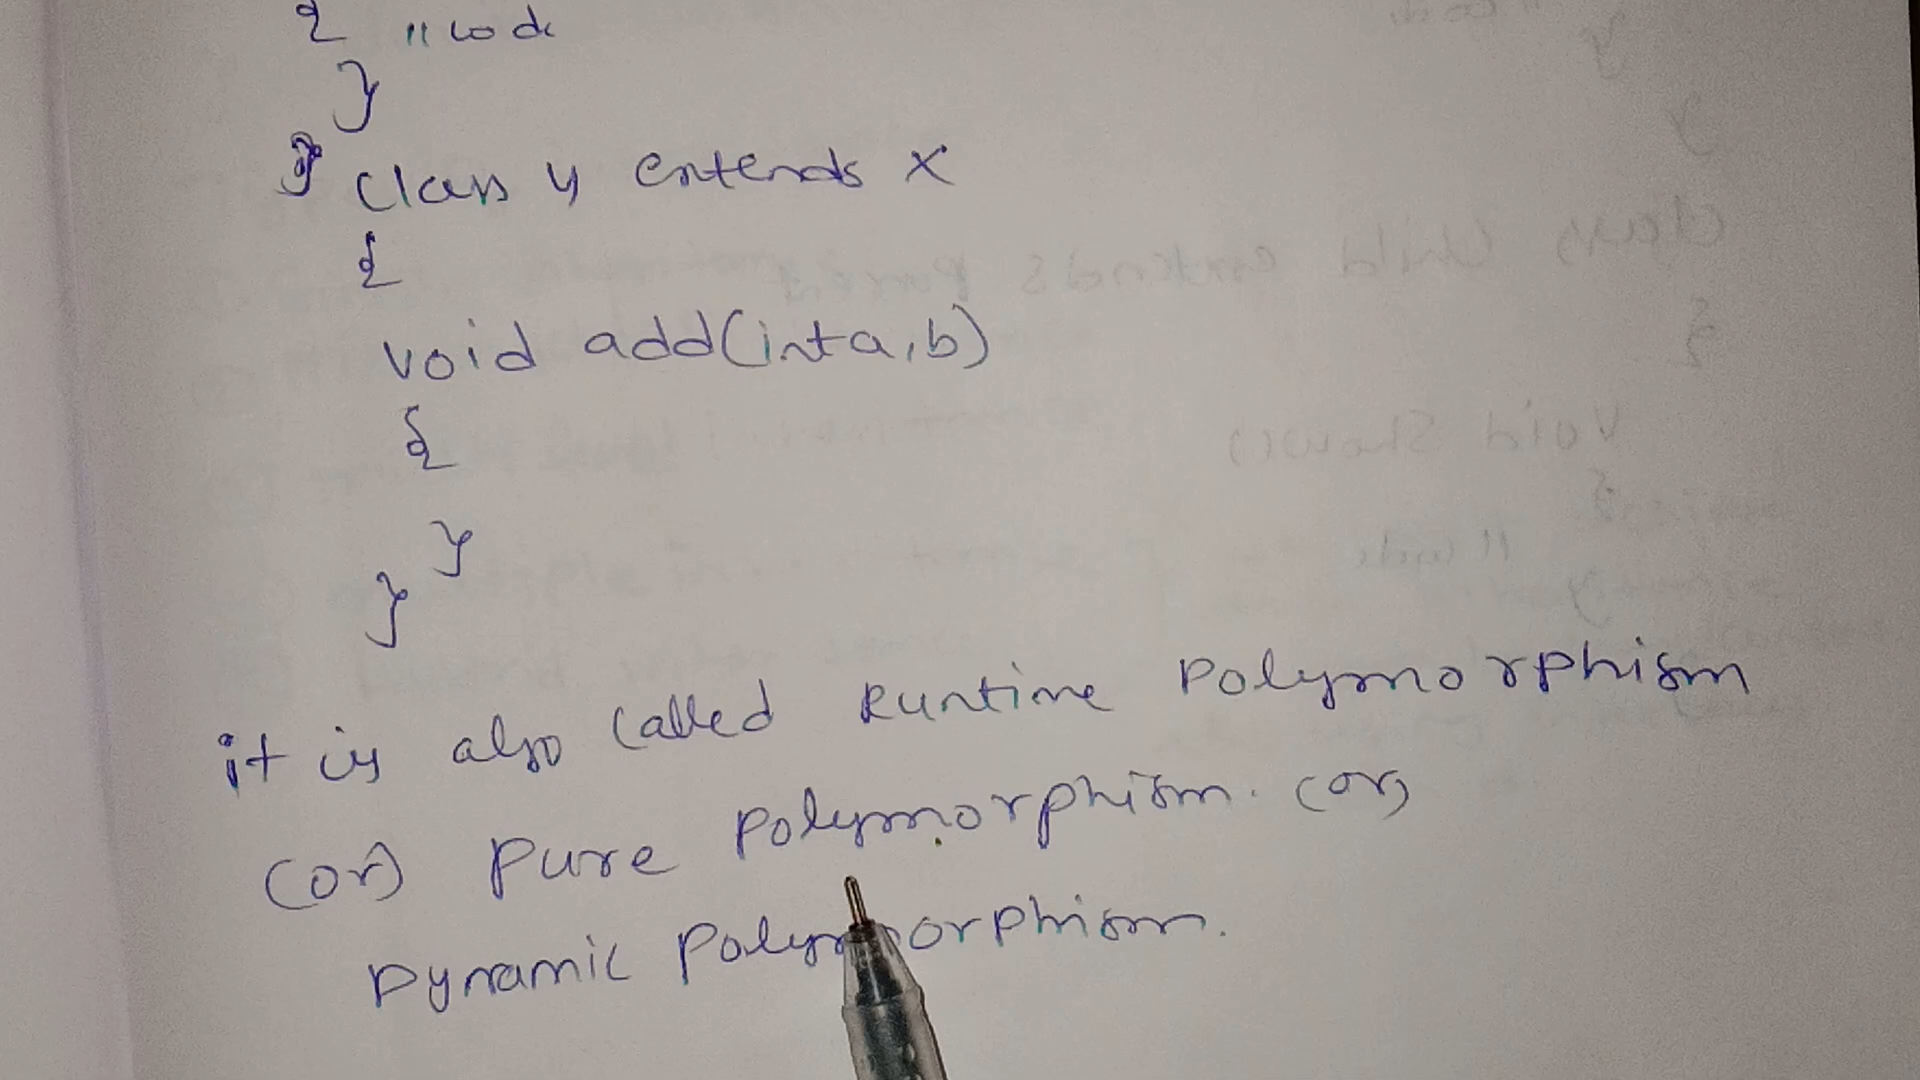 { // code
}
} class y extends x
{
void add(int a, b)
{
}
}
it is also called Runtime Polymorphism
(or) pure polymorphism. (or)
Dynamic Polymorphism.